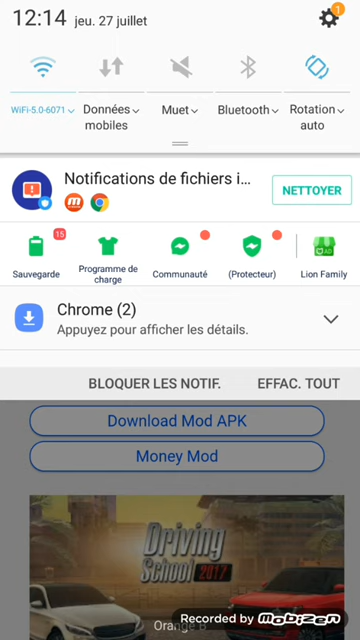 12:14 jeu. 27 juillet
1
WiFi-5.0-6071 Données mobiles Muet Bluetooth Rotation auto
Notifications de fichiers i... NETTOYER
15
AD
Sauvegarde Programme de charge Communauté (Protecteur) Lion Family
Chrome (2)
Appuyez pour afficher les détails.
BLOQUER LES NOTIF. EFFAC. TOUT
Download Mod APK
Money Mod
Driving
School 2017
Orange B
Recorded by mobizen